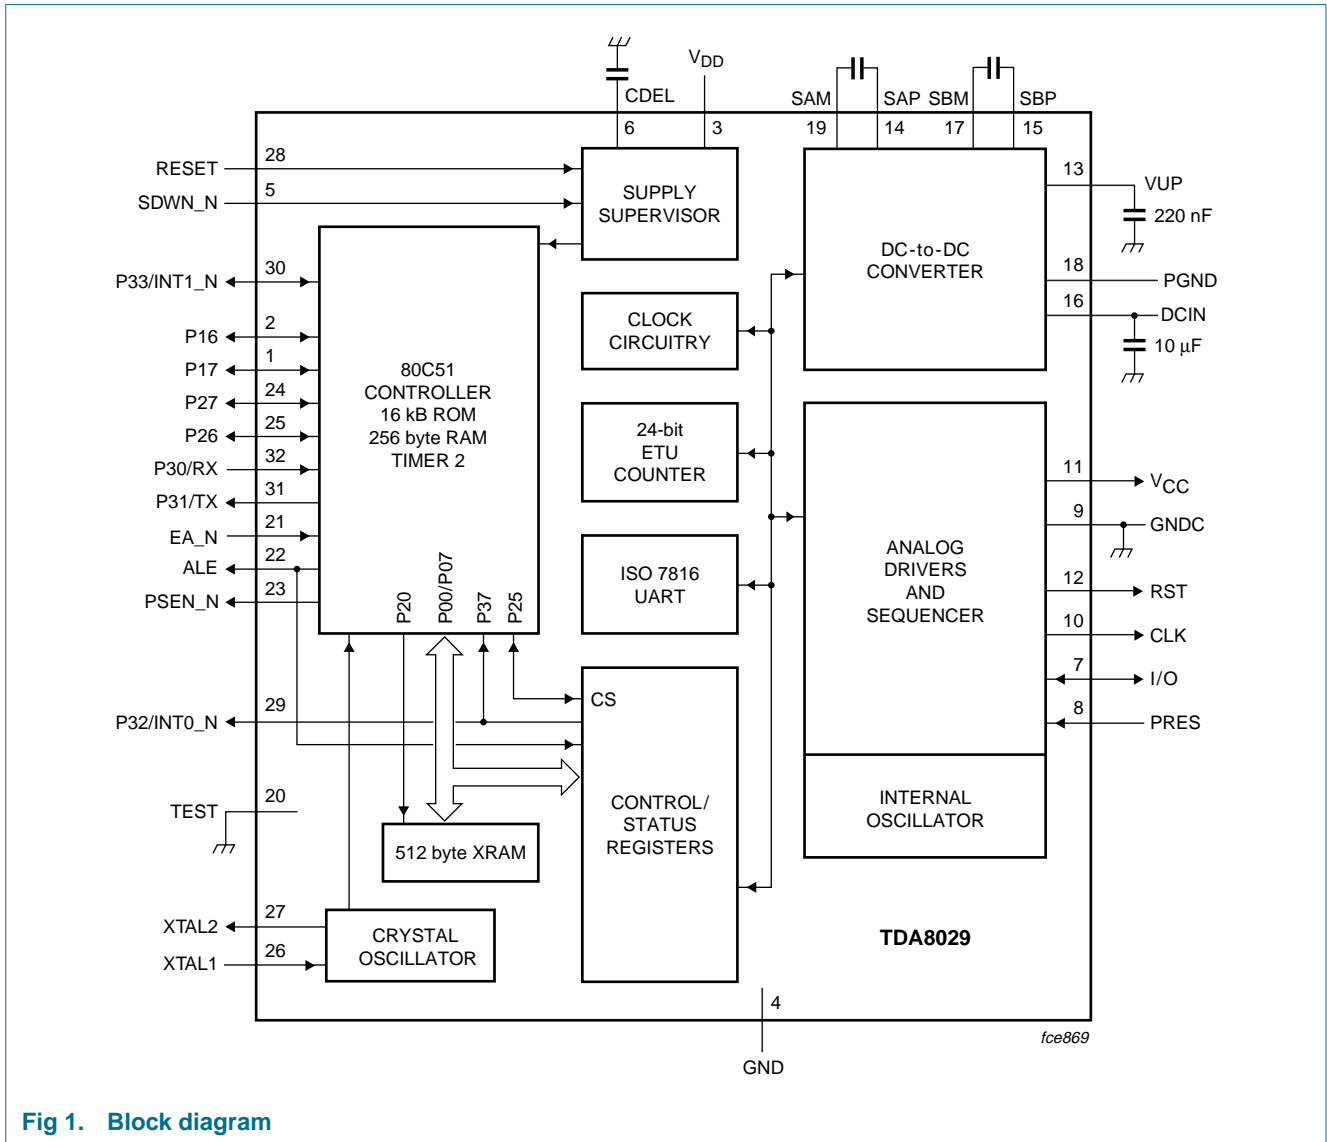 VDD
CDEL
6
3
SAM
SAP
SBM
SBP
19
14
17
15
RESET
28
SDWN_N
5
SUPPLY
SUPERVISOR
DC-to-DC
CONVERTER
13
VUP
220 nF
18
PGND
16
DCIN
10 μF
P33/INT1_N
30
P16
2
P17
1
P27
24
P26
25
P30/RX
32
P31/TX
31
EA_N
21
ALE
22
PSEN_N
23
80C51
CONTROLLER
16 kB ROM
256 byte RAM
TIMER 2
P20
P00/P07
P37
P25
CLOCK
CIRCUITRY
24-bit
ETU
COUNTER
ISO 7816
UART
ANALOG
DRIVERS
AND
SEQUENCER
11
VCC
9
GNDC
12
RST
10
CLK
7
I/O
8
PRES
INTERNAL
OSCILLATOR
P32/INT0_N
29
CS
CONTROL/
STATUS
REGISTERS
TEST
20
512 byte XRAM
XTAL2
27
XTAL1
26
CRYSTAL
OSCILLATOR
TDA8029
4
GND
fce869
Fig 1. Block diagram